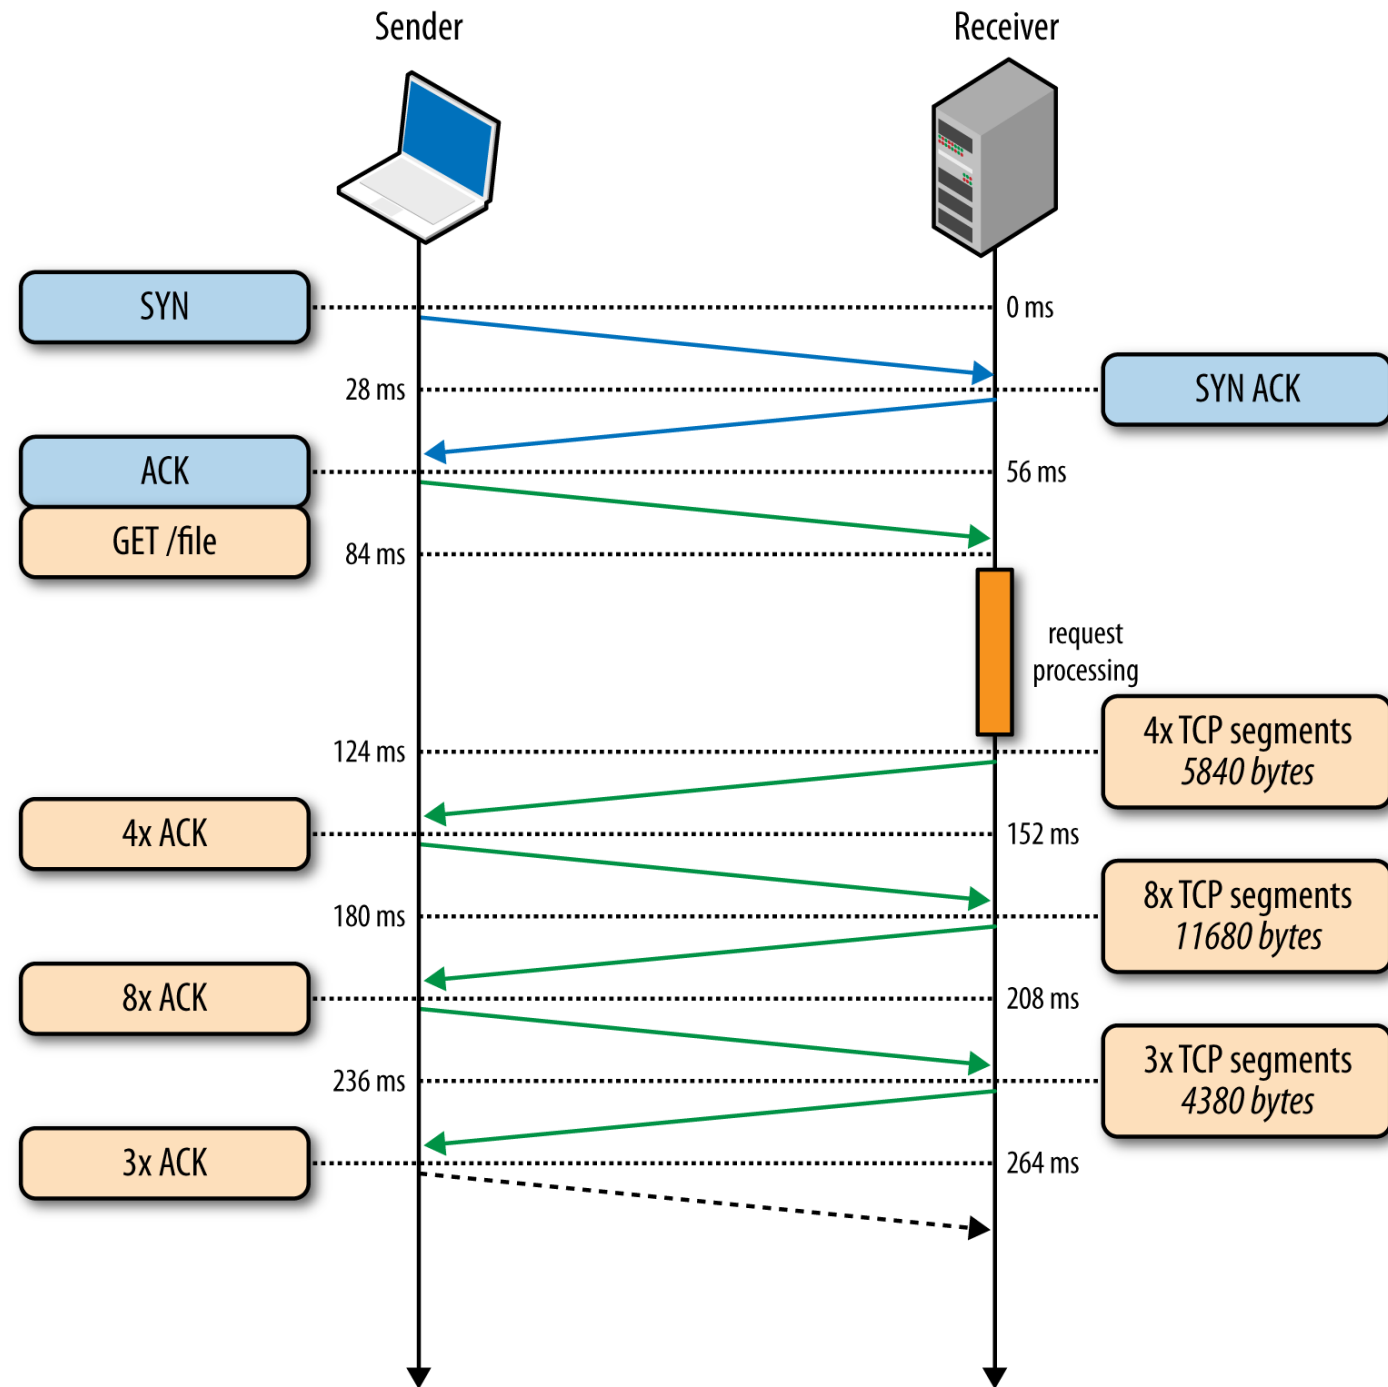 Sender
Receiver
SYN
0 ms
28 ms
SYN ACK
ACK
56 ms
GET /file
84 ms
request
processing
124 ms
4x TCP segments
5840 bytes
4x ACK
152 ms
180 ms
8x TCP segments
11680 bytes
8x ACK
208 ms
236 ms
3x TCP segments
4380 bytes
3x ACK
264 ms